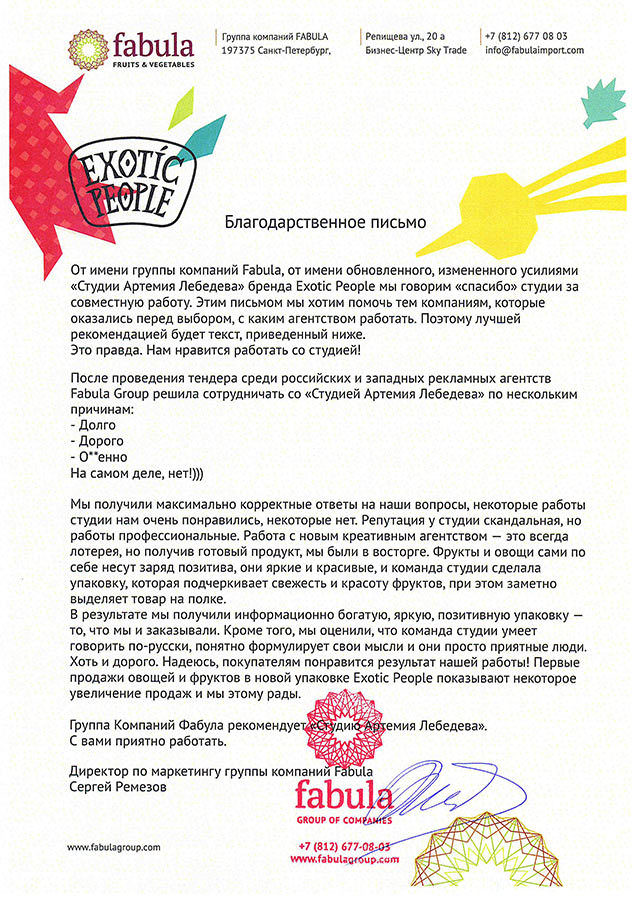 fabula
FRUITS & VEGETABLES
Группа компаний FABULA
197375 Санкт-Петербург,
Репищева ул., 20 а
Бизнес-Центр Sky Trade
+7 (812) 677 08 03
info@fabulaimport.com
EXOTIC
PEOPLE
Благодарственное письмо
От имени группы компаний Fabula, от имени обновленного, измененного усилиями
«Студии Артемия Лебедева» бренда Exotic People мы говорим «спасибо» студии за
совместную работу. Этим письмом мы хотим помочь тем компаниям, которые
оказались перед выбором, с каким агентством работать. Поэтому лучшей
рекомендацией будет текст, приведенный ниже.
Это правда. Нам нравится работать со студией!
После проведения тендера среди российских и западных рекламных агентств
Fabula Group решила сотрудничать со «Студией Артемия Лебедева» по нескольким
причинам:
- Долго
- Дорого
- О**енно
На самом деле, нет!)))
Мы получили максимально корректные ответы на наши вопросы, некоторые работы
студии нам очень понравились, некоторые нет. Репутация у студии скандальная, но
работы профессиональные. Работа с новым креативным агентством — это всегда
лотерея, но получив готовый продукт, мы были в восторге. Фрукты и овощи сами по
себе несут заряд позитива, они яркие и красивые, и команда студии сделала
упаковку, которая подчеркивает свежесть и красоту фруктов, при этом заметно
выделяет товар на полке.
В результате мы получили информационно богатую, яркую, позитивную упаковку —
то, что мы и заказывали. Кроме того, мы оценили, что команда студии умеет
говорить по-русски, понятно формулирует свои мысли и они просто приятные люди.
Хоть и дорого. Надеюсь, покупателям понравится результат нашей работы! Первые
продажи овощей и фруктов в новой упаковке Exotic People показывают некоторое
увеличение продаж и мы этому рады.
Группа Компаний Фабула рекомендует «Студию Артемия Лебедева».
С вами приятно работать.
Директор по маркетингу группы компаний Fabula
Сергей Ремезов
fabula
GROUP OF COMPANIES
+7 (812) 677-08-03
www.fabulagroup.com
www.fabulagroup.com